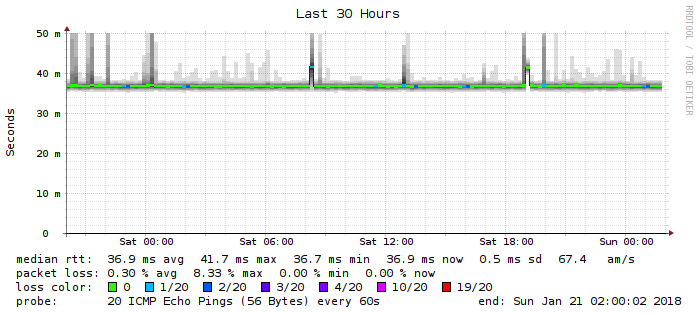 Last 30 Hours
RRDTOOL / TOBI OETIKER
Seconds
50 m
40 m
30 m
20 m
10 m
0
Sat 00:00 Sat 06:00 Sat 12:00 Sat 18:00 Sun 00:00
median rtt: 36.9 ms avg 41.7 ms max 36.7 ms min 36.9 ms now 0.5 ms sd 67.4 am/s
packet loss: 0.30 % avg 8.33 % max 0.00 % min 0.00 % now
loss color: 0 1/20 2/20 3/20 4/20 10/20 19/20
probe: 20 ICMP Echo Pings (56 Bytes) every 60s end: Sun Jan 21 02:00:02 2018